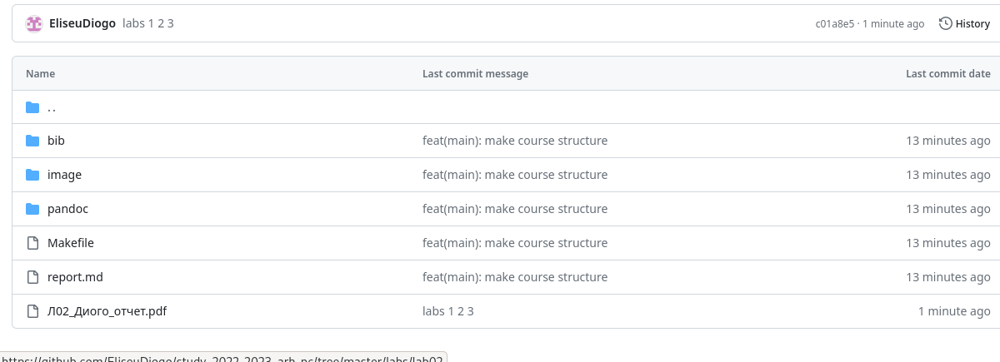 EliseuDiogo labs 1 2 3 c01a8e5 · 1 minute ago History
Name Last commit message Last commit date
..
bib feat(main): make course structure 13 minutes ago
image feat(main): make course structure 13 minutes ago
pandoc feat(main): make course structure 13 minutes ago
Makefile feat(main): make course structure 13 minutes ago
report.md feat(main): make course structure 13 minutes ago
Л02_Диого_отчет.pdf labs 1 2 3 1 minute ago
https://github.com/EliseuDiogo/study_2022-2023_arh-pc/tree/master/labs/lab02